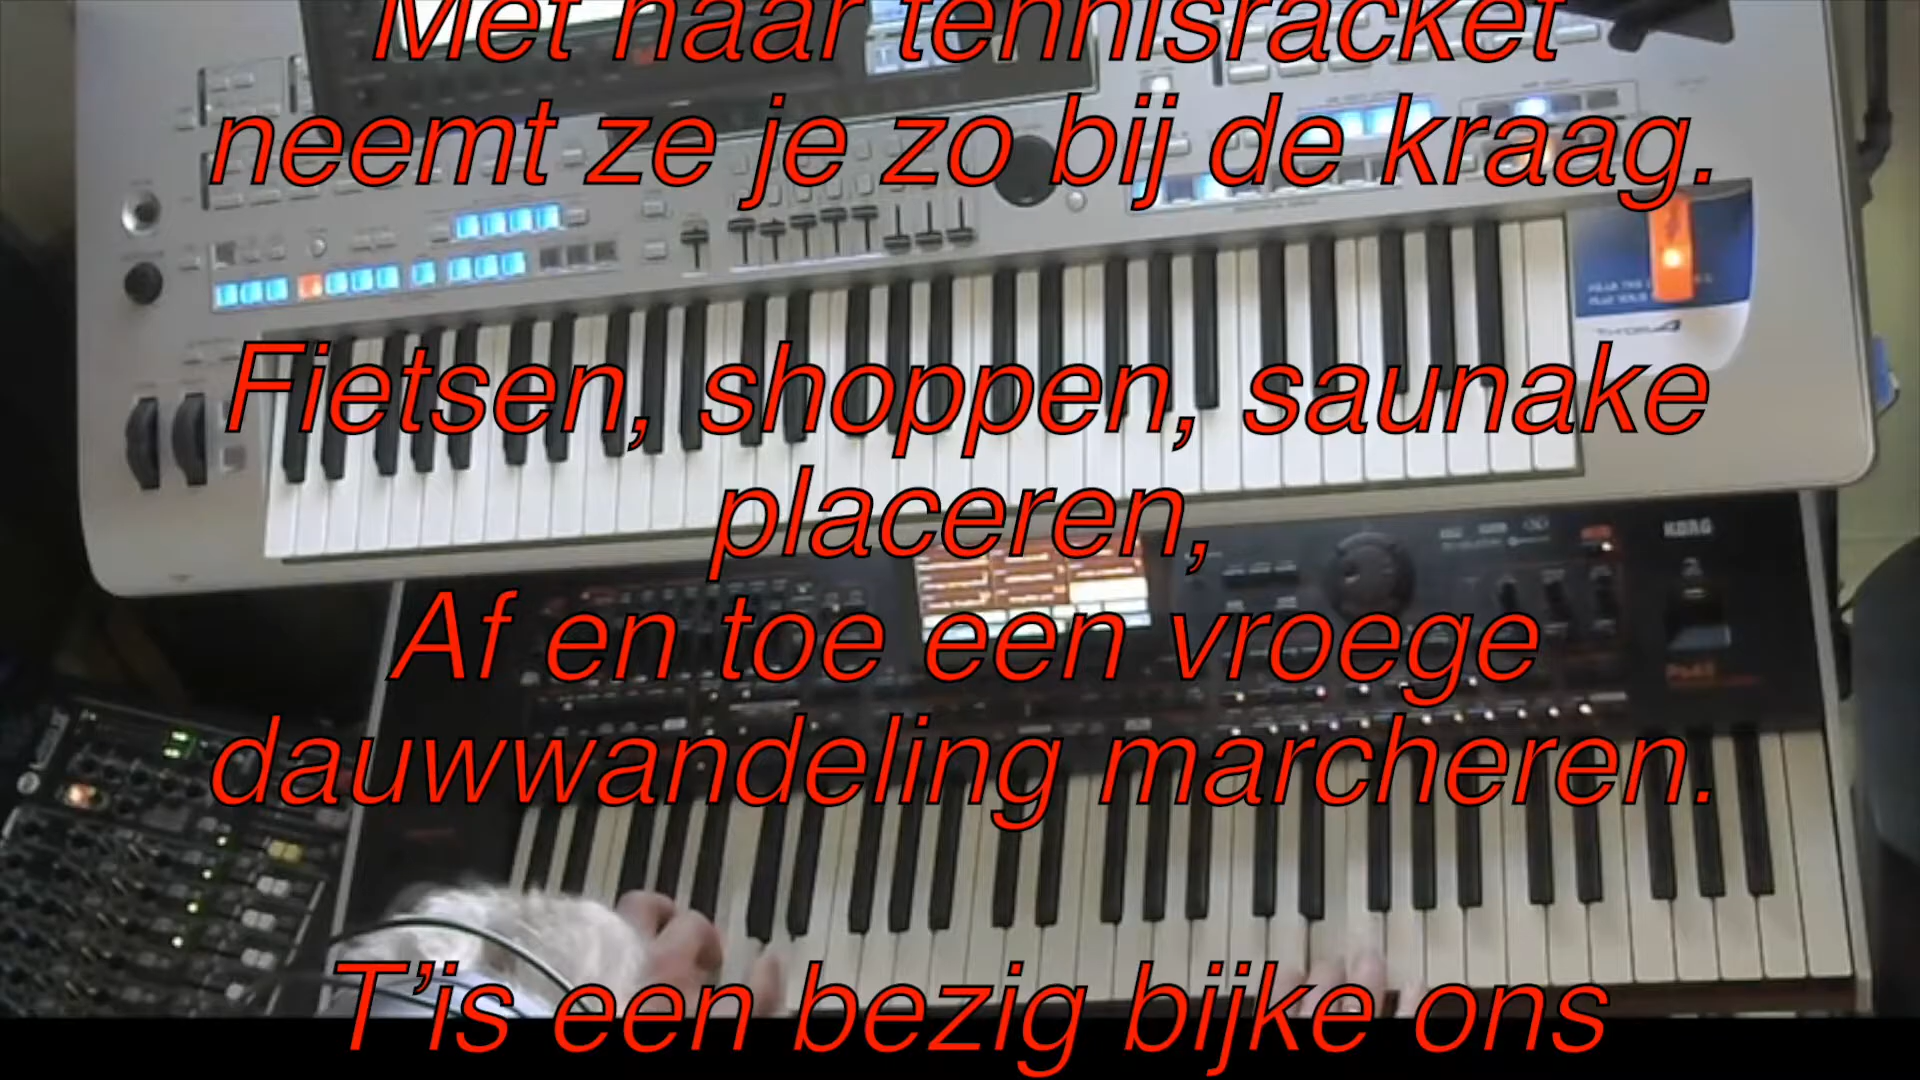 Met haar tennisracket
neemt ze je zo bij de kraag.
Fietsen, shoppen, saunake
placeren,
Af en toe een vroege
dauwwandeling marcheren.
T'is een bezig bijke ons
KORG